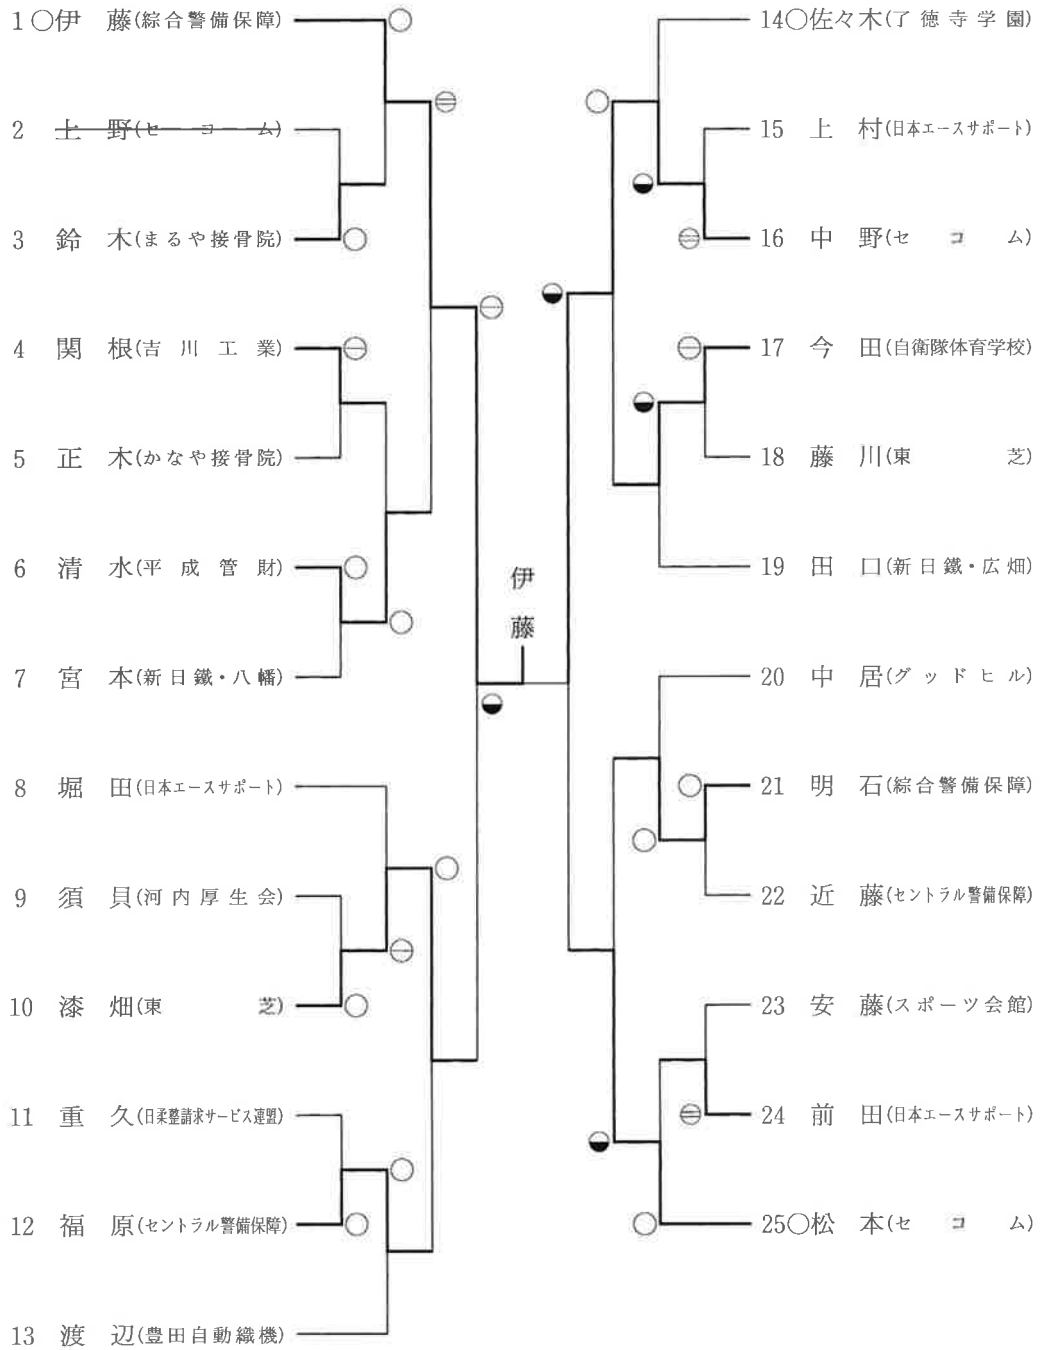 1○伊藤(綜合警備保障)
2 上野(セコム)
3 鈴木(まるや接骨院)
4 関根(吉川工業)
5 正木(かなや接骨院)
6 清水(平成管財)
7 宮本(新日鐵・八幡)
8 堀田(日本エースサポート)
9 須貝(河内厚生会)
10 漆畑(東芝)
11 重久(日柔整請求サービス連盟)
12 福原(セントラル警備保障)
13 渡辺(豊田自動織機)
伊藤
14○佐々木(了徳寺学園)
15 上村(日本エースサポート)
16 中野(セコム)
17 今田(自衛隊体育学校)
18 藤川(東芝)
19 田口(新日鐵・広畑)
20 中居(グッドヒル)
21 明石(綜合警備保障)
22 近藤(セントラル警備保障)
23 安藤(スポーツ会館)
24 前田(日本エースサポート)
25○松本(セコム)